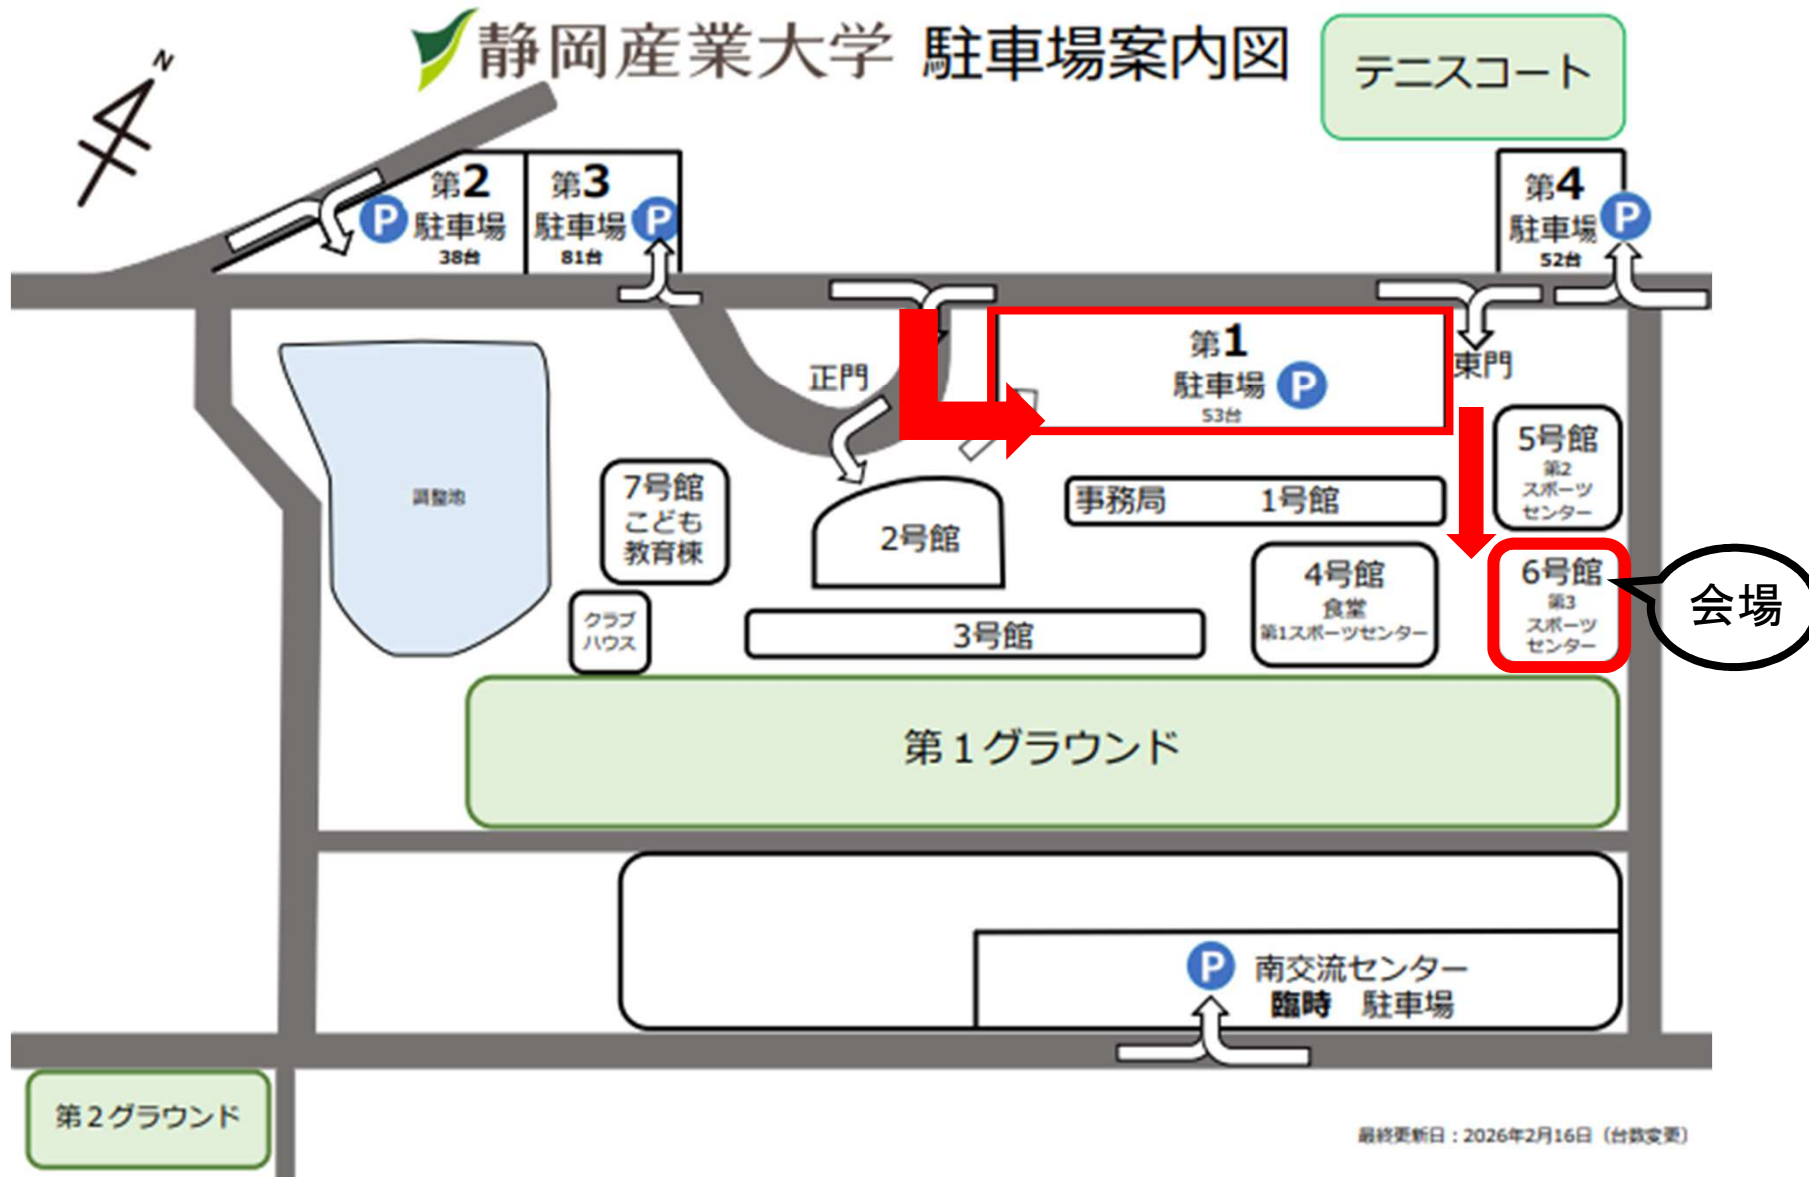 静岡産業大学 駐車場案内図
テニスコート
N
第2
駐車場
38台
P
第3
駐車場
81台
P
第4
駐車場
52台
P
正門
第1
駐車場
53台
P
東門
5号館
第2
スポーツ
センター
調整池
7号館
こども
教育棟
2号館
事務局 1号館
4号館
食堂
第1スポーツセンター
6号館
第3
スポーツ
センター
会場
クラブ
ハウス
3号館
第1グラウンド
P
南交流センター
臨時 駐車場
第2グラウンド
最終更新日：2026年2月16日（台数変更）